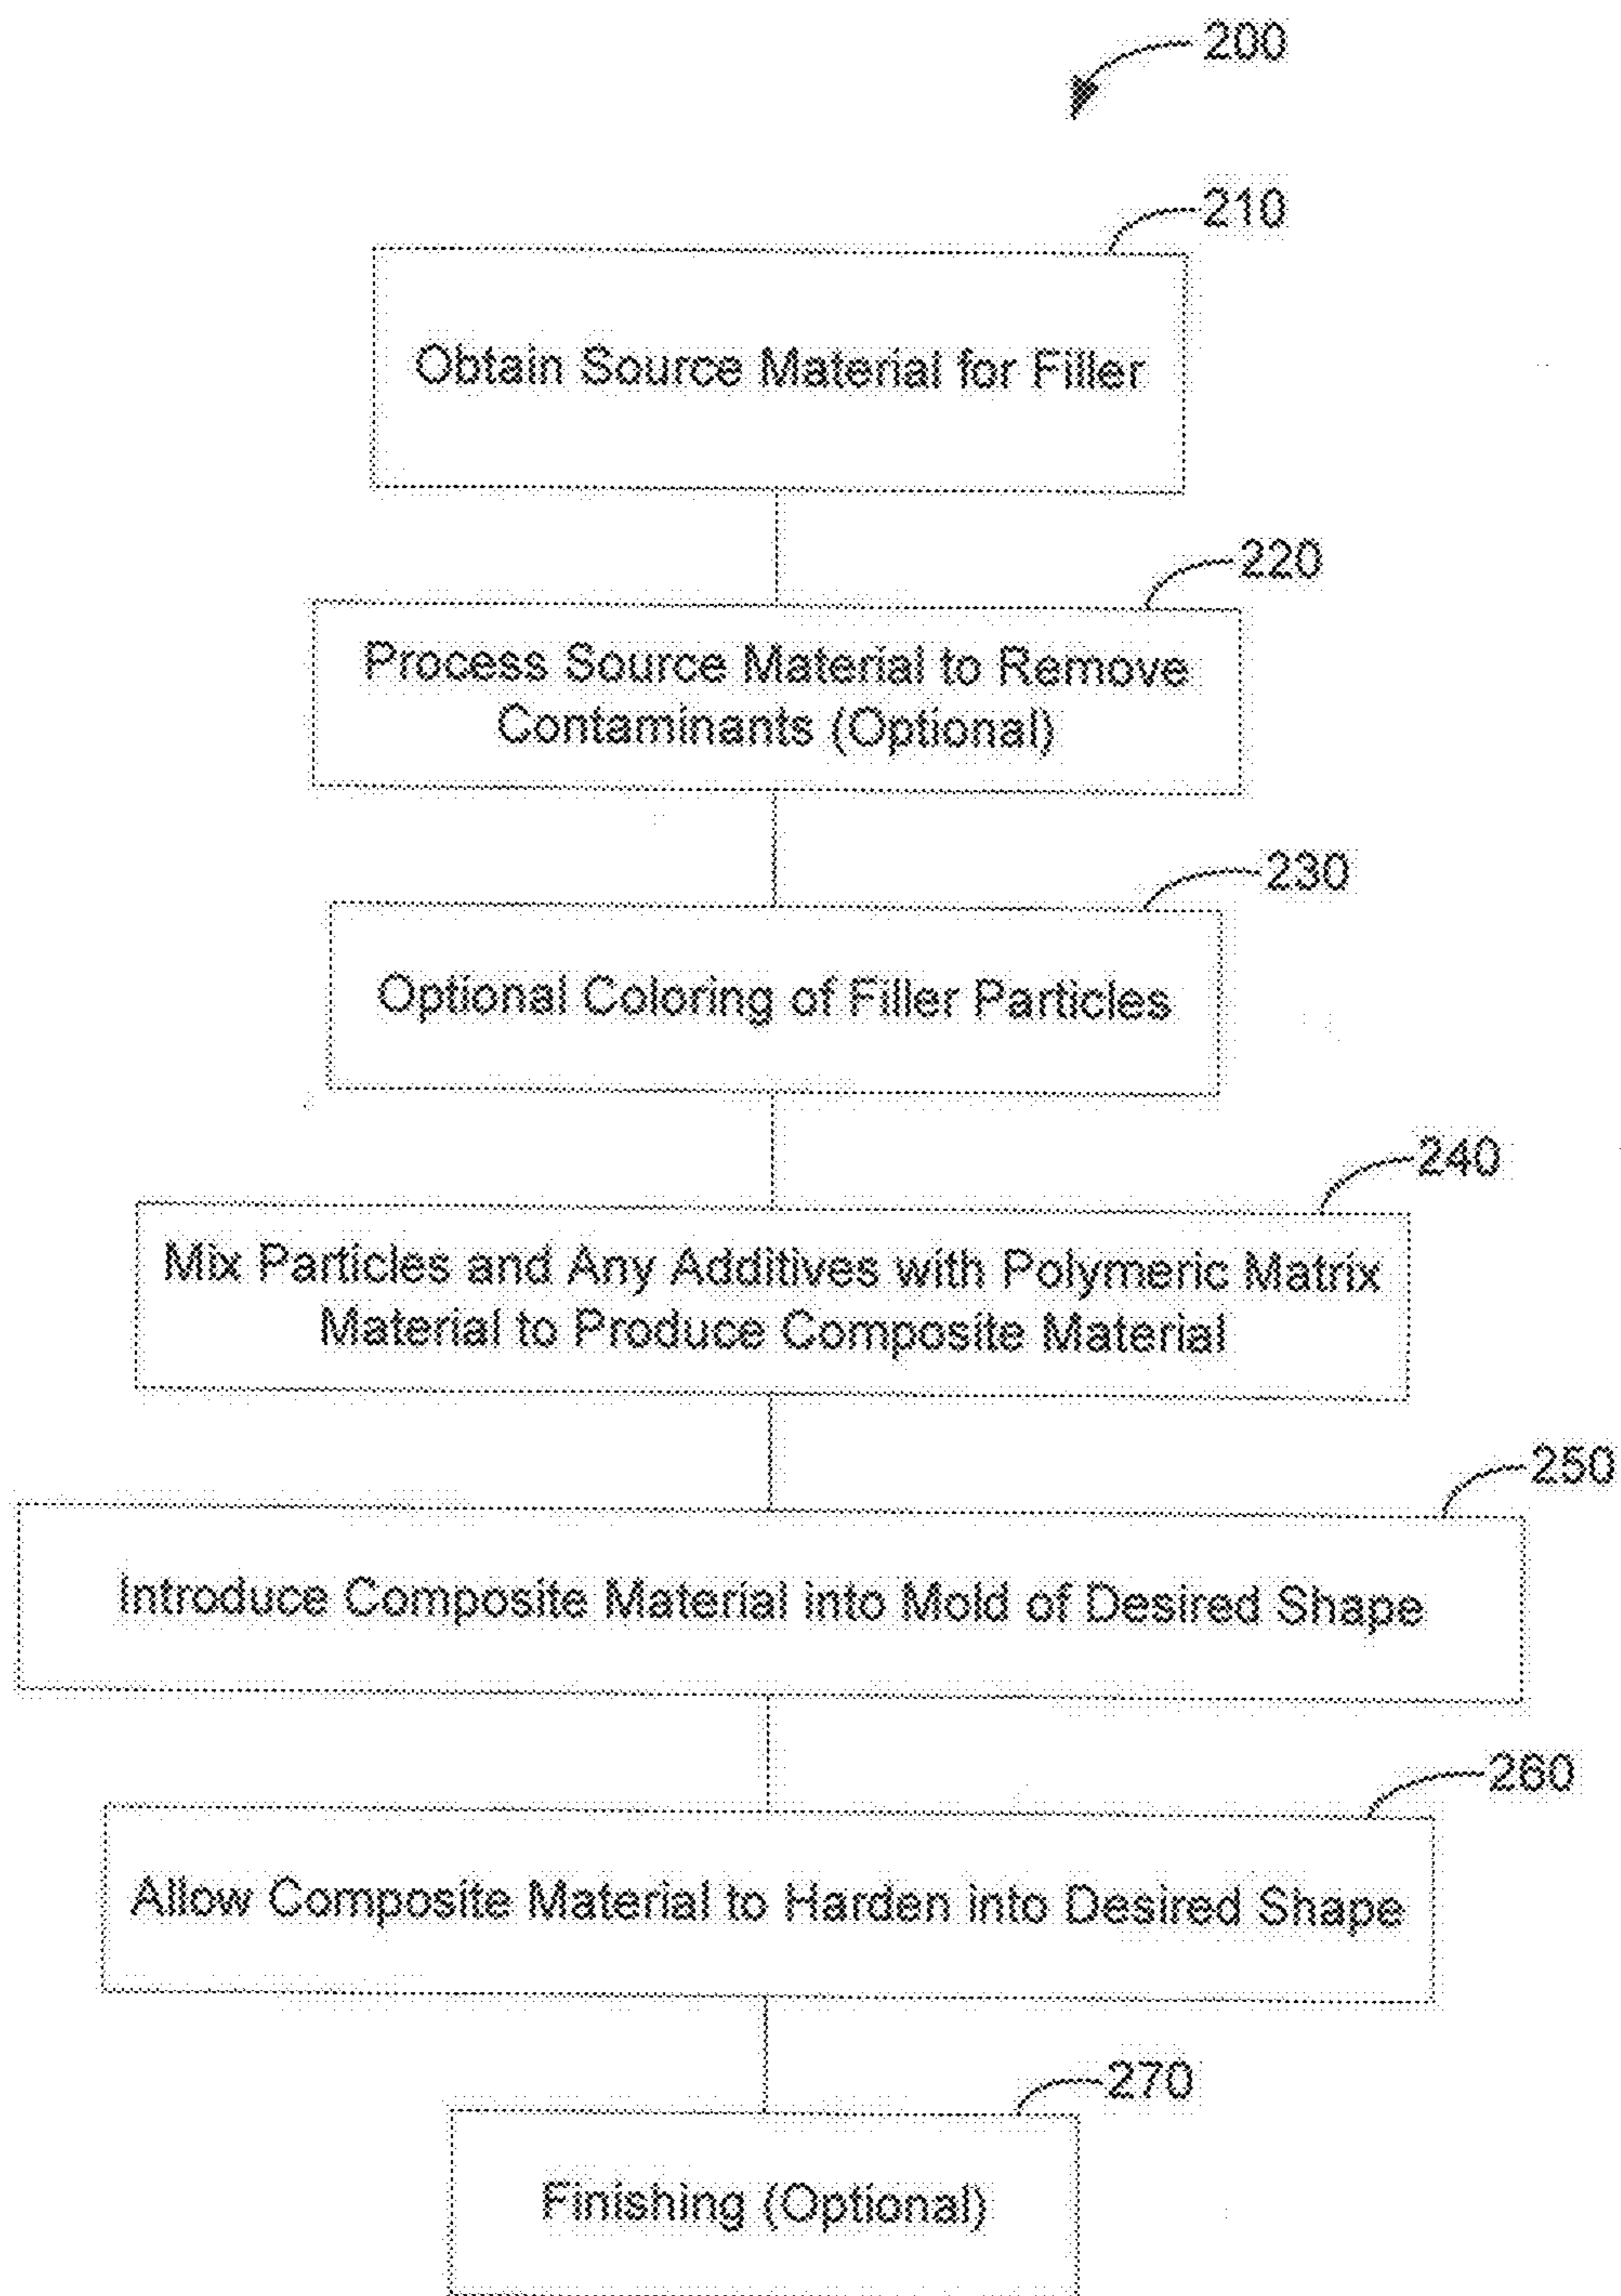 200
210
Obtain Source Material for Filler
220
Process Source Material to Remove
Contaminants (Optional)
230
Optional Coloring of Filler Particles
240
Mix Particles and Any Additives with Polymeric Matrix
Material to Produce Composite Material
250
Introduce Composite Material into Mold of Desired Shape
260
Allow Composite Material to Harden into Desired Shape
270
Finishing (Optional)